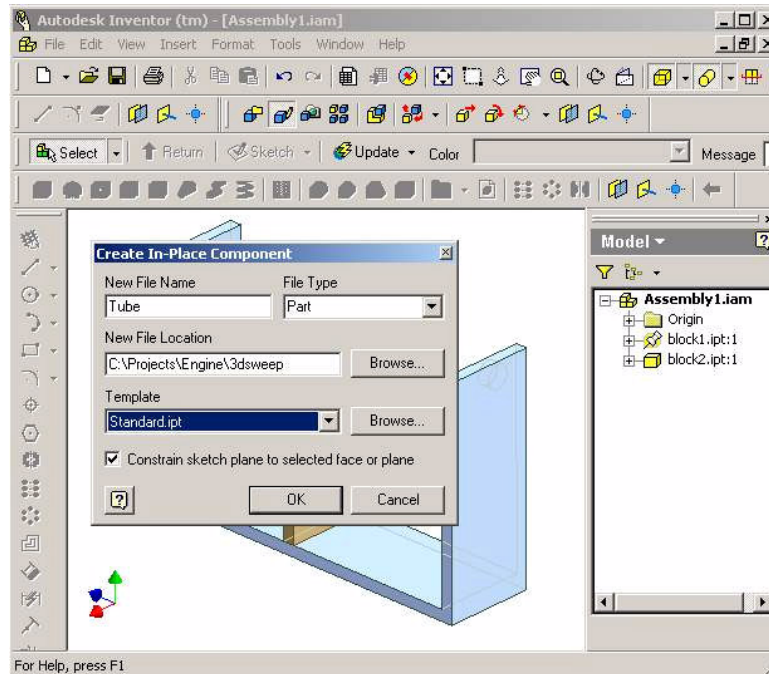 Autodesk Inventor (tm) - [Assembly1.iam]
File Edit View Insert Format Tools Window Help
Select Return Sketch Update Color Message
Create In-Place Component
New File Name File Type
Tube Part
New File Location
C:\Projects\Engine\3dsweep Browse...
Template
Standard.ipt Browse...
Constrain sketch plane to selected face or plane
OK Cancel
Model
Assembly1.iam
Origin
block1.ipt:1
block2.ipt:1
For Help, press F1